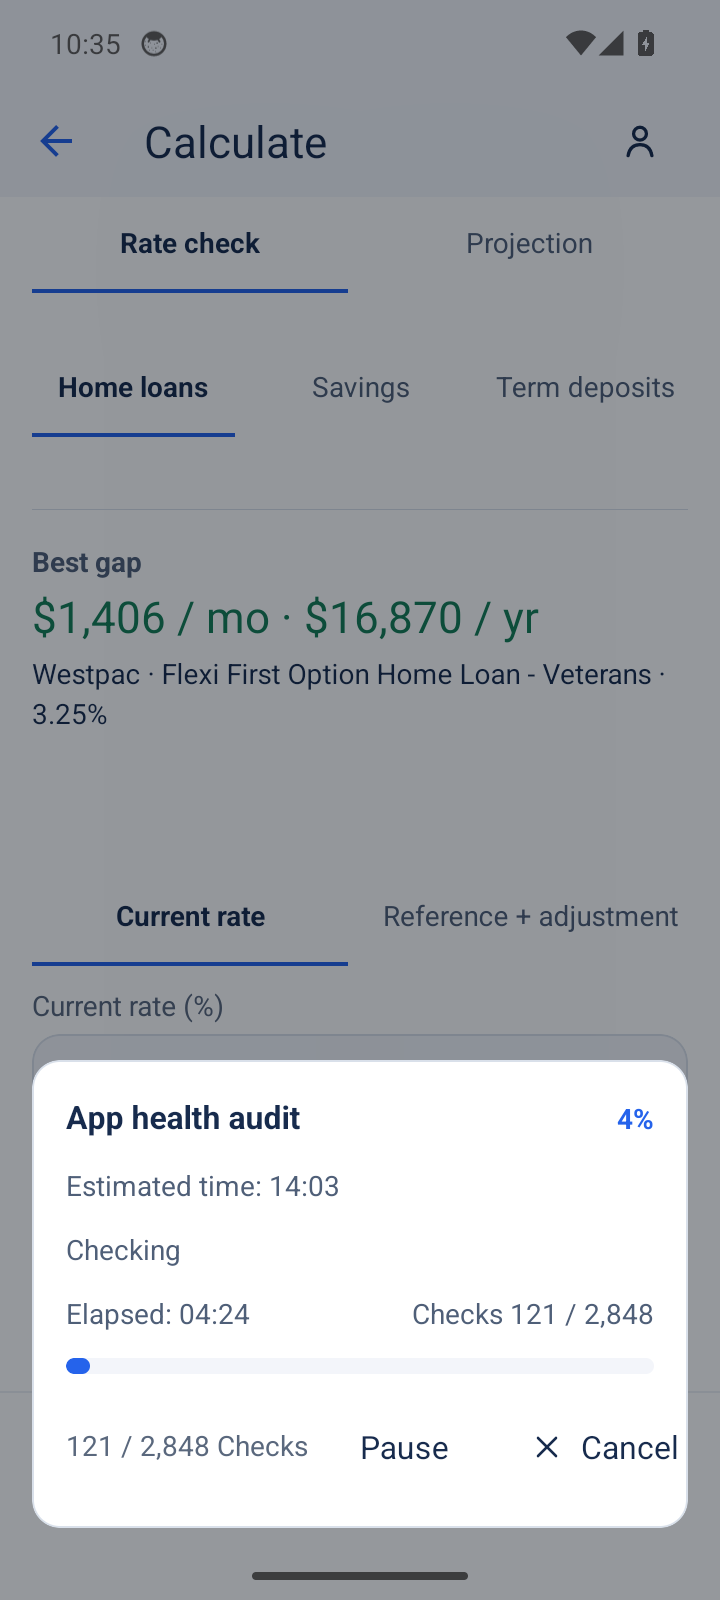 10:35
Calculate
Rate check
Projection
Home loans
Savings
Term deposits
Best gap
$1,406 / mo · $16,870 / yr
Westpac · Flexi First Option Home Loan - Veterans ·
3.25%
Current rate
Reference + adjustment
Current rate (%)
App health audit
4%
Estimated time: 14:03
Checking
Elapsed: 04:24
Checks 121 / 2,848
121 / 2,848 Checks
Pause
Cancel